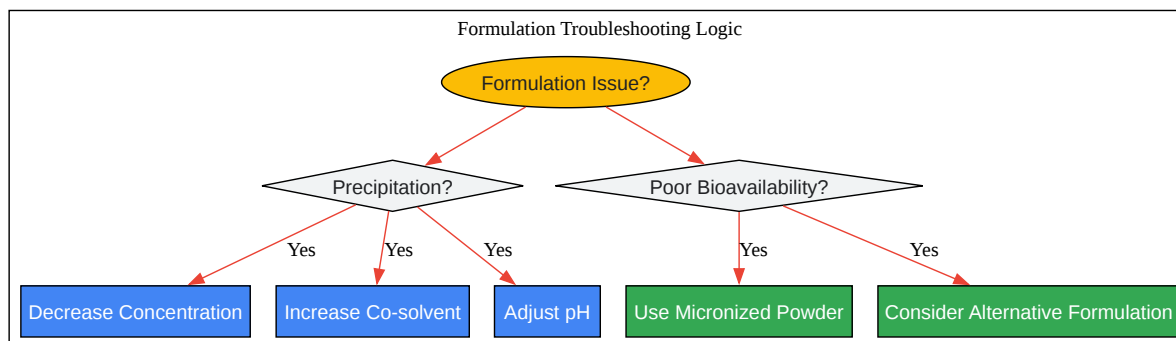 Formulation Troubleshooting Logic
Formulation Issue?
Precipitation?
Poor Bioavailability?
Yes
Yes
Yes
Yes
Yes
Decrease Concentration
Increase Co-solvent
Adjust pH
Use Micronized Powder
Consider Alternative Formulation